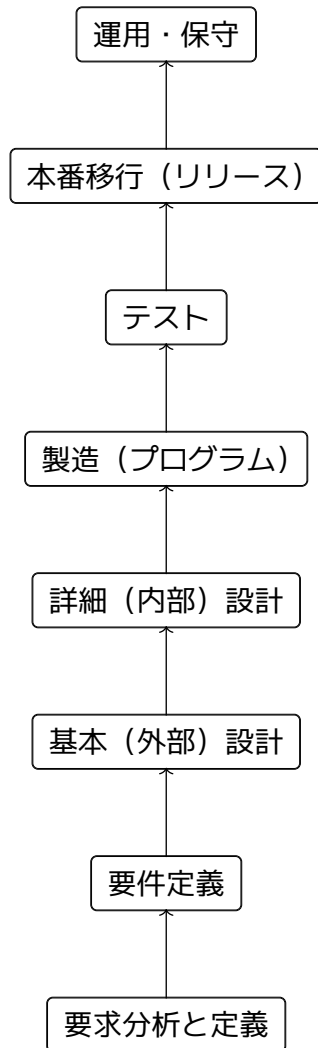 運用・保守
本番移行（リリース）
テスト
製造（プログラム）
詳細（内部）設計
基本（外部）設計
要件定義
要求分析と定義